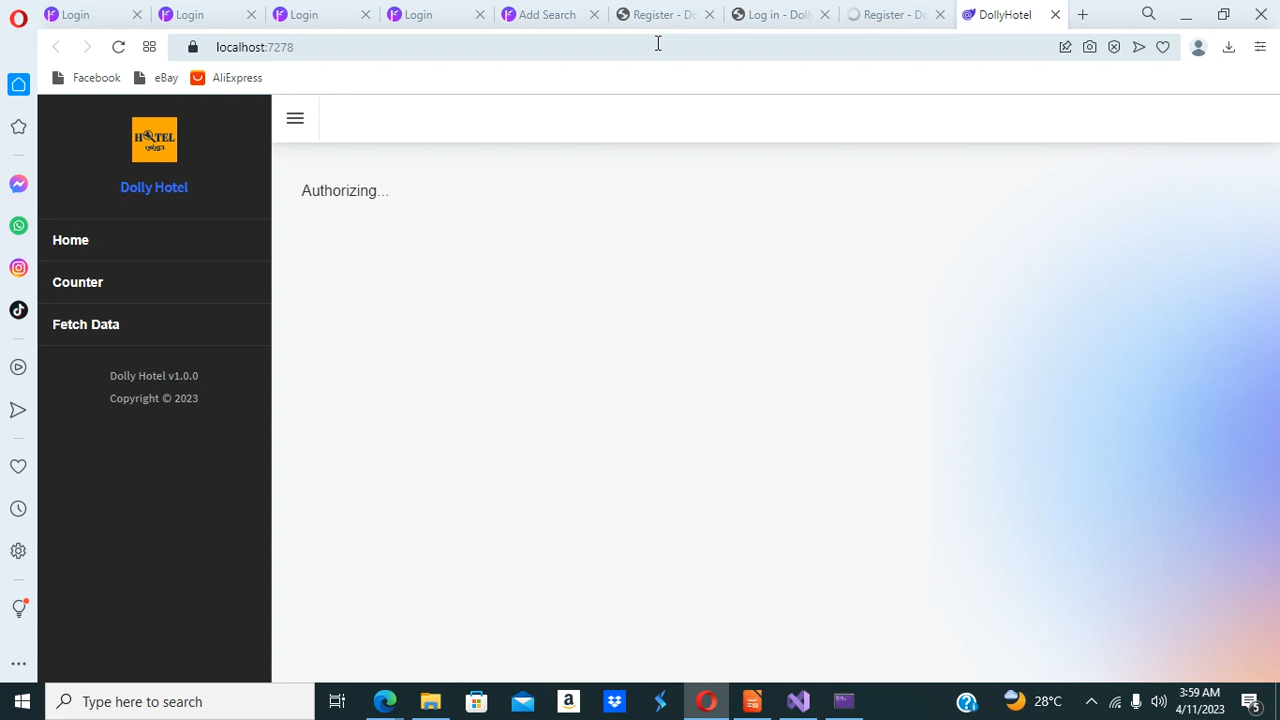 Login
Login
Login
Login
Add Search
Register - Do
Log in - Dolly
Register - Do
DollyHotel
localhost:7278
Facebook
eBay
AliExpress
HOTEL
Dolly Hotel
Authorizing...
Home
Counter
Fetch Data
Dolly Hotel v1.0.0
Copyright © 2023
Type here to search
28°C
3:59 AM
4/11/2023
5